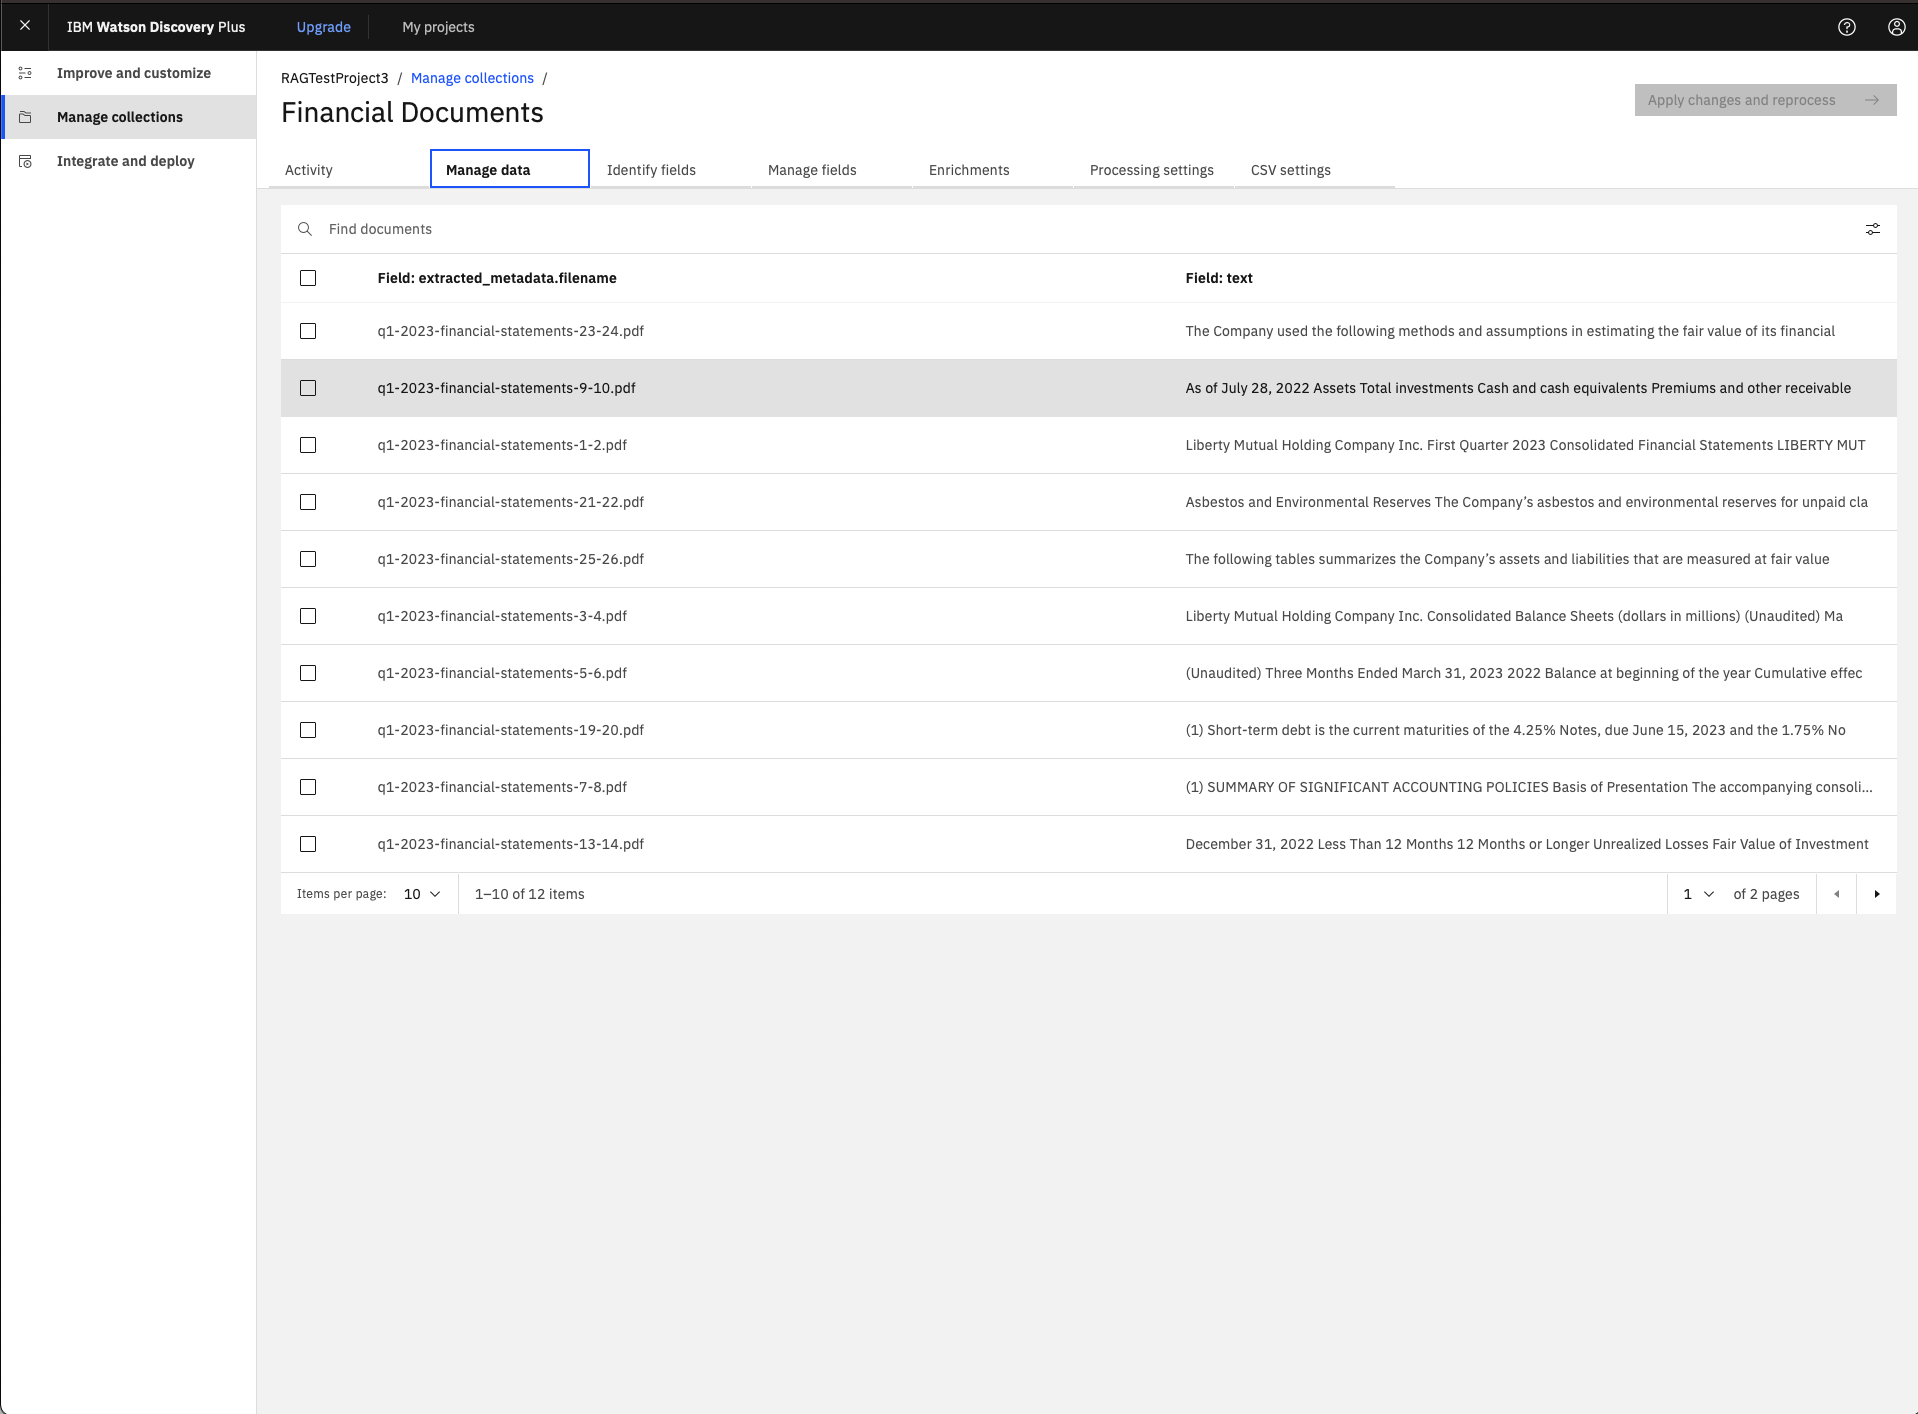 IBM Watson Discovery Plus
Upgrade
My projects
Improve and customize
Manage collections
Integrate and deploy
RAGTestProject3 / Manage collections /
Financial Documents
Apply changes and reprocess
Activity
Manage data
Identify fields
Manage fields
Enrichments
Processing settings
CSV settings
Find documents
Field: extracted_metadata.filename
Field: text
q1-2023-financial-statements-23-24.pdf
The Company used the following methods and assumptions in estimating the fair value of its financial
q1-2023-financial-statements-9-10.pdf
As of July 28, 2022 Assets Total investments Cash and cash equivalents Premiums and other receivable
q1-2023-financial-statements-1-2.pdf
Liberty Mutual Holding Company Inc. First Quarter 2023 Consolidated Financial Statements LIBERTY MUT
q1-2023-financial-statements-21-22.pdf
Asbestos and Environmental Reserves The Company’s asbestos and environmental reserves for unpaid cla
q1-2023-financial-statements-25-26.pdf
The following tables summarizes the Company’s assets and liabilities that are measured at fair value
q1-2023-financial-statements-3-4.pdf
Liberty Mutual Holding Company Inc. Consolidated Balance Sheets (dollars in millions) (Unaudited) Ma
q1-2023-financial-statements-5-6.pdf
(Unaudited) Three Months Ended March 31, 2023 2022 Balance at beginning of the year Cumulative effec
q1-2023-financial-statements-19-20.pdf
(1) Short-term debt is the current maturities of the 4.25% Notes, due June 15, 2023 and the 1.75% No
q1-2023-financial-statements-7-8.pdf
(1) SUMMARY OF SIGNIFICANT ACCOUNTING POLICIES Basis of Presentation The accompanying consoli...
q1-2023-financial-statements-13-14.pdf
December 31, 2022 Less Than 12 Months 12 Months or Longer Unrealized Losses Fair Value of Investment
Items per page: 10
1–10 of 12 items
1
of 2 pages